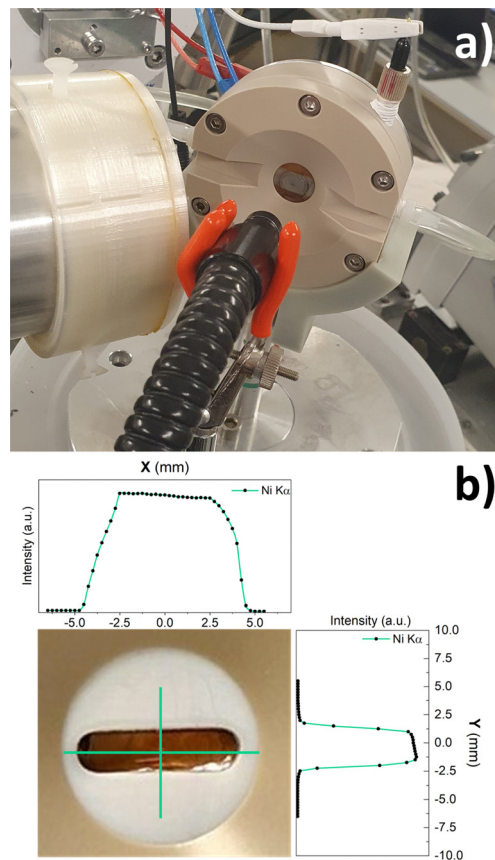 a)
b)
X (mm)
Ni Kα
Intensity (a.u.)
-5.0 -2.5 0.0 2.5 5.0
Intensity (a.u.)
Ni Kα
10.0
7.5
5.0
2.5
0.0
-2.5
-5.0
-7.5
-10.0
Y (mm)